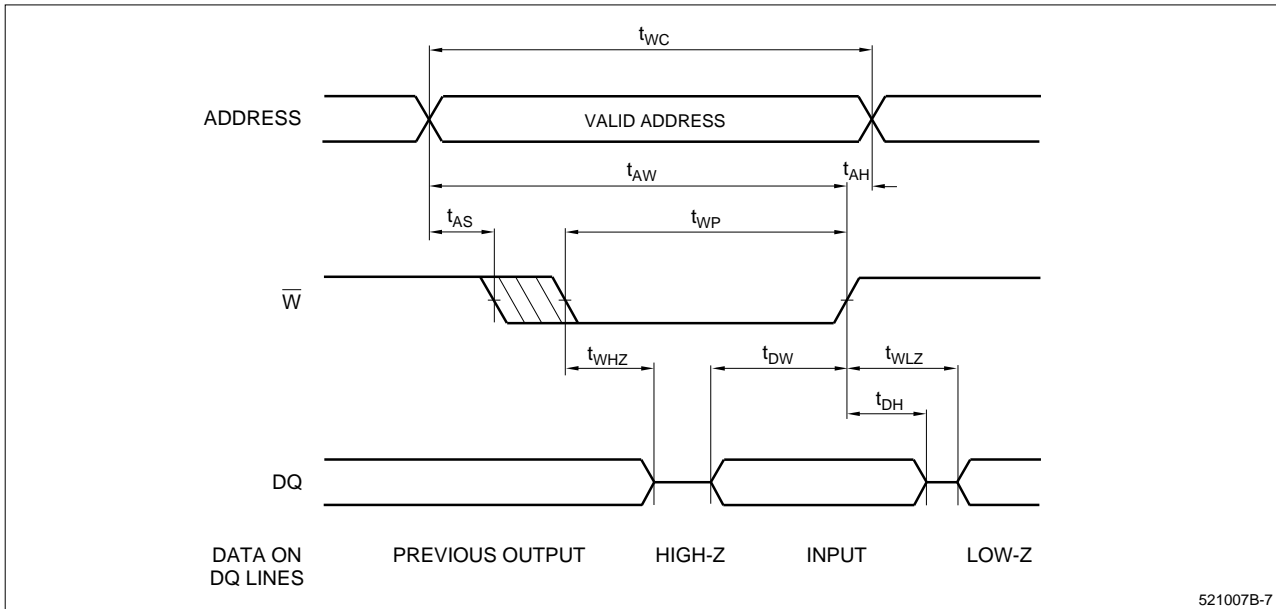 tWC
ADDRESS
VALID ADDRESS
tAW
tAH
tAS
tWP
W̅
tWHZ
tDW
tWLZ
tDH
DQ
DATA ON
DQ LINES
PREVIOUS OUTPUT
HIGH-Z
INPUT
LOW-Z
521007B-7